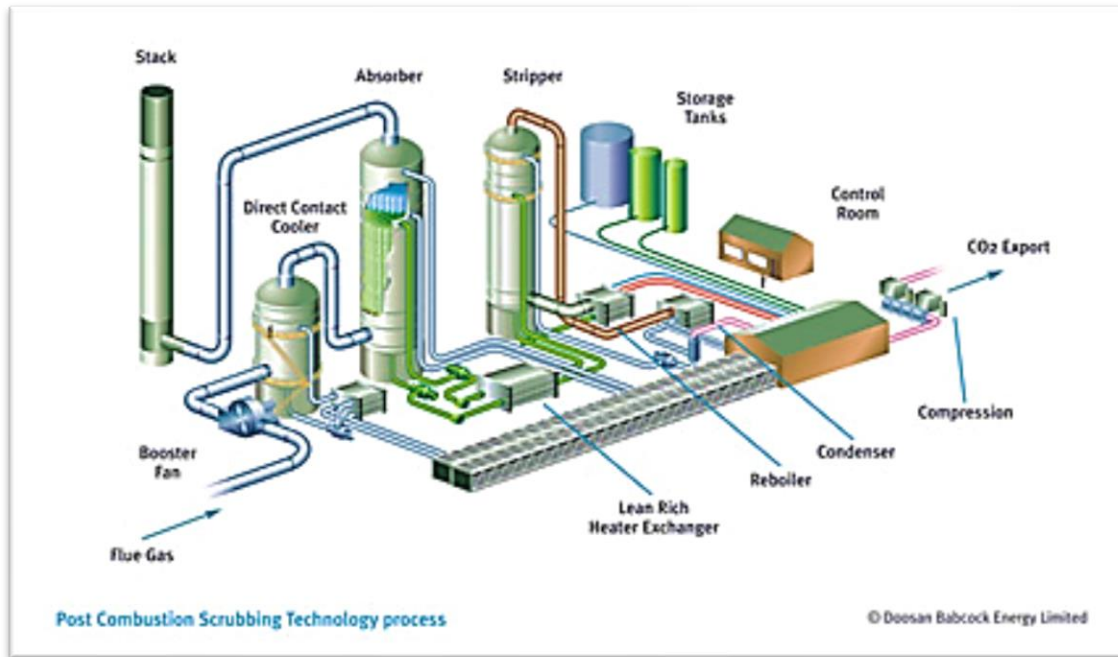 Stack
Absorber
Stripper
Storage
Tanks
Direct Contact
Cooler
Control
Room
CO2 Export
Booster
Fan
Compression
Condenser
Reboiler
Lean Rich
Heater Exchanger
Flue Gas
Post Combustion Scrubbing Technology process
© Doosan Babcock Energy Limited